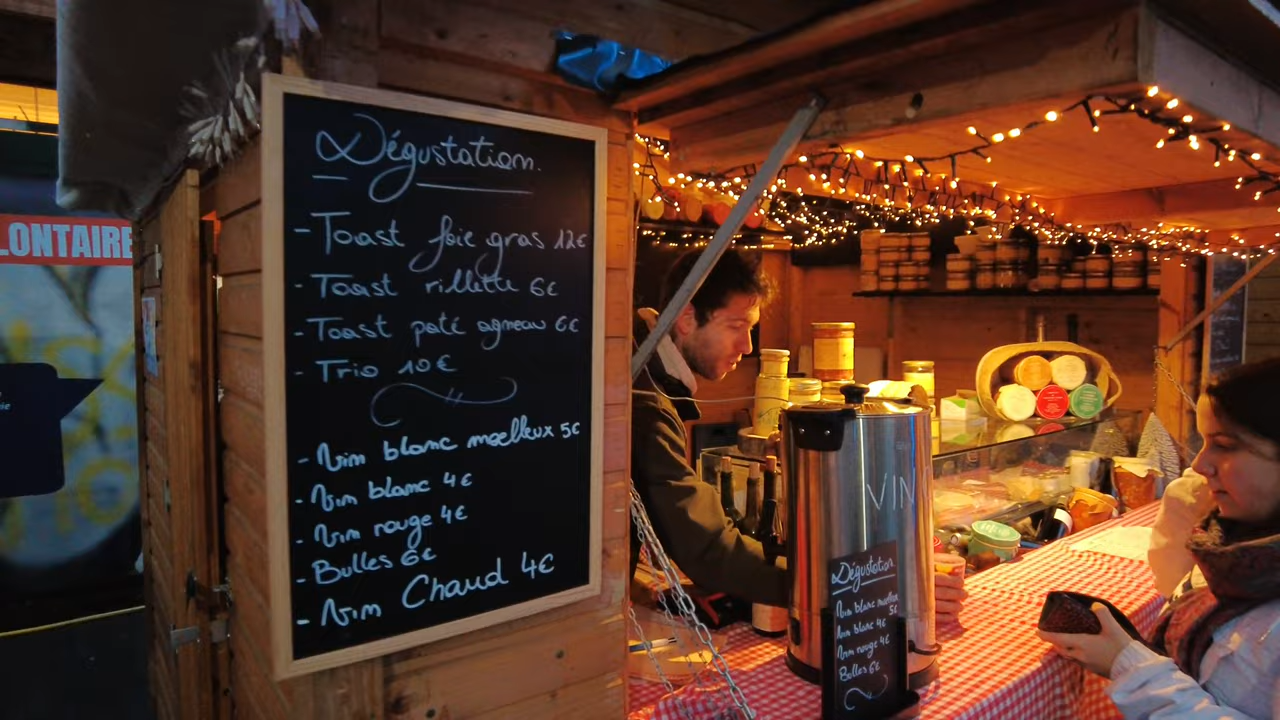 LONTAIRE
Dégustation.
- Toast foie gras 12€
- Toast rillette 6€
- Toast paté agneau 6€
- Trio 10€
- Vin blanc moelleux 5€
- Vin blanc 4€
- Vin rouge 4€
- Bulles 6€
- Vin Chaud 4€
VIN
Dégustation
Vin blanc moelleux
5€
Vin blanc 4€
Vin rouge 4€
Bulles 6€